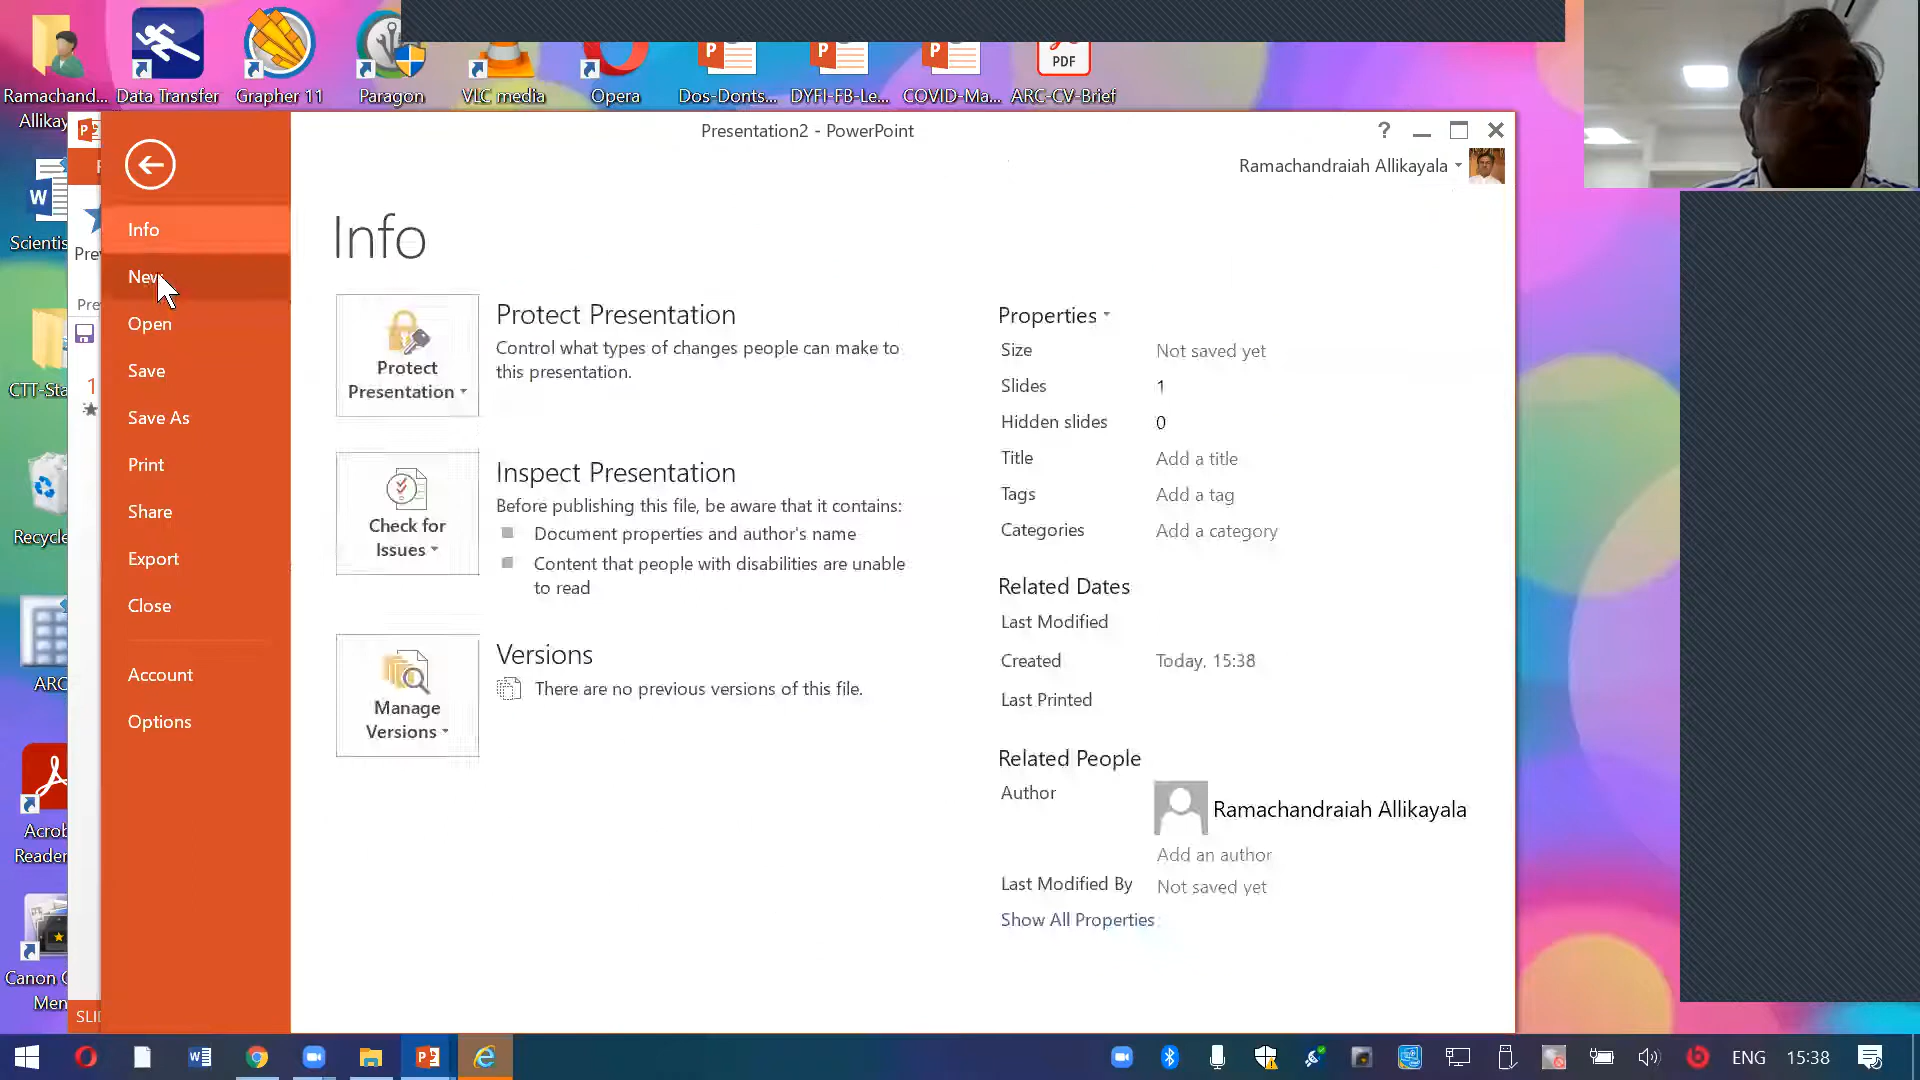 Ramachand...
Allikay
Data Transfer
Grapher 11
Paragon
VLC media
Opera
Dos-Donts...
DYFI-FB-Le...
COVID-Ma...
ARC-CV-Brief
PDF
Presentation2 - PowerPoint
?
Ramachandraiah Allikayala
Info
New
Open
Save
Save As
Print
Share
Export
Close
Account
Options
Info
Protect Presentation
Control what types of changes people can make to
this presentation.
Protect
Presentation
Inspect Presentation
Before publishing this file, be aware that it contains:
Document properties and author's name
Content that people with disabilities are unable
to read
Check for
Issues
Versions
There are no previous versions of this file.
Manage
Versions
Properties
Size Not saved yet
Slides 1
Hidden slides 0
Title Add a title
Tags Add a tag
Categories Add a category
Related Dates
Last Modified
Created Today, 15:38
Last Printed
Related People
Author Ramachandraiah Allikayala
Add an author
Last Modified By Not saved yet
Show All Properties
Scientis
Prev
Pre
CTT-Sta
1
Recycle
ARC
Acrob
Reader
Canon
Men
SLI
ENG 15:38